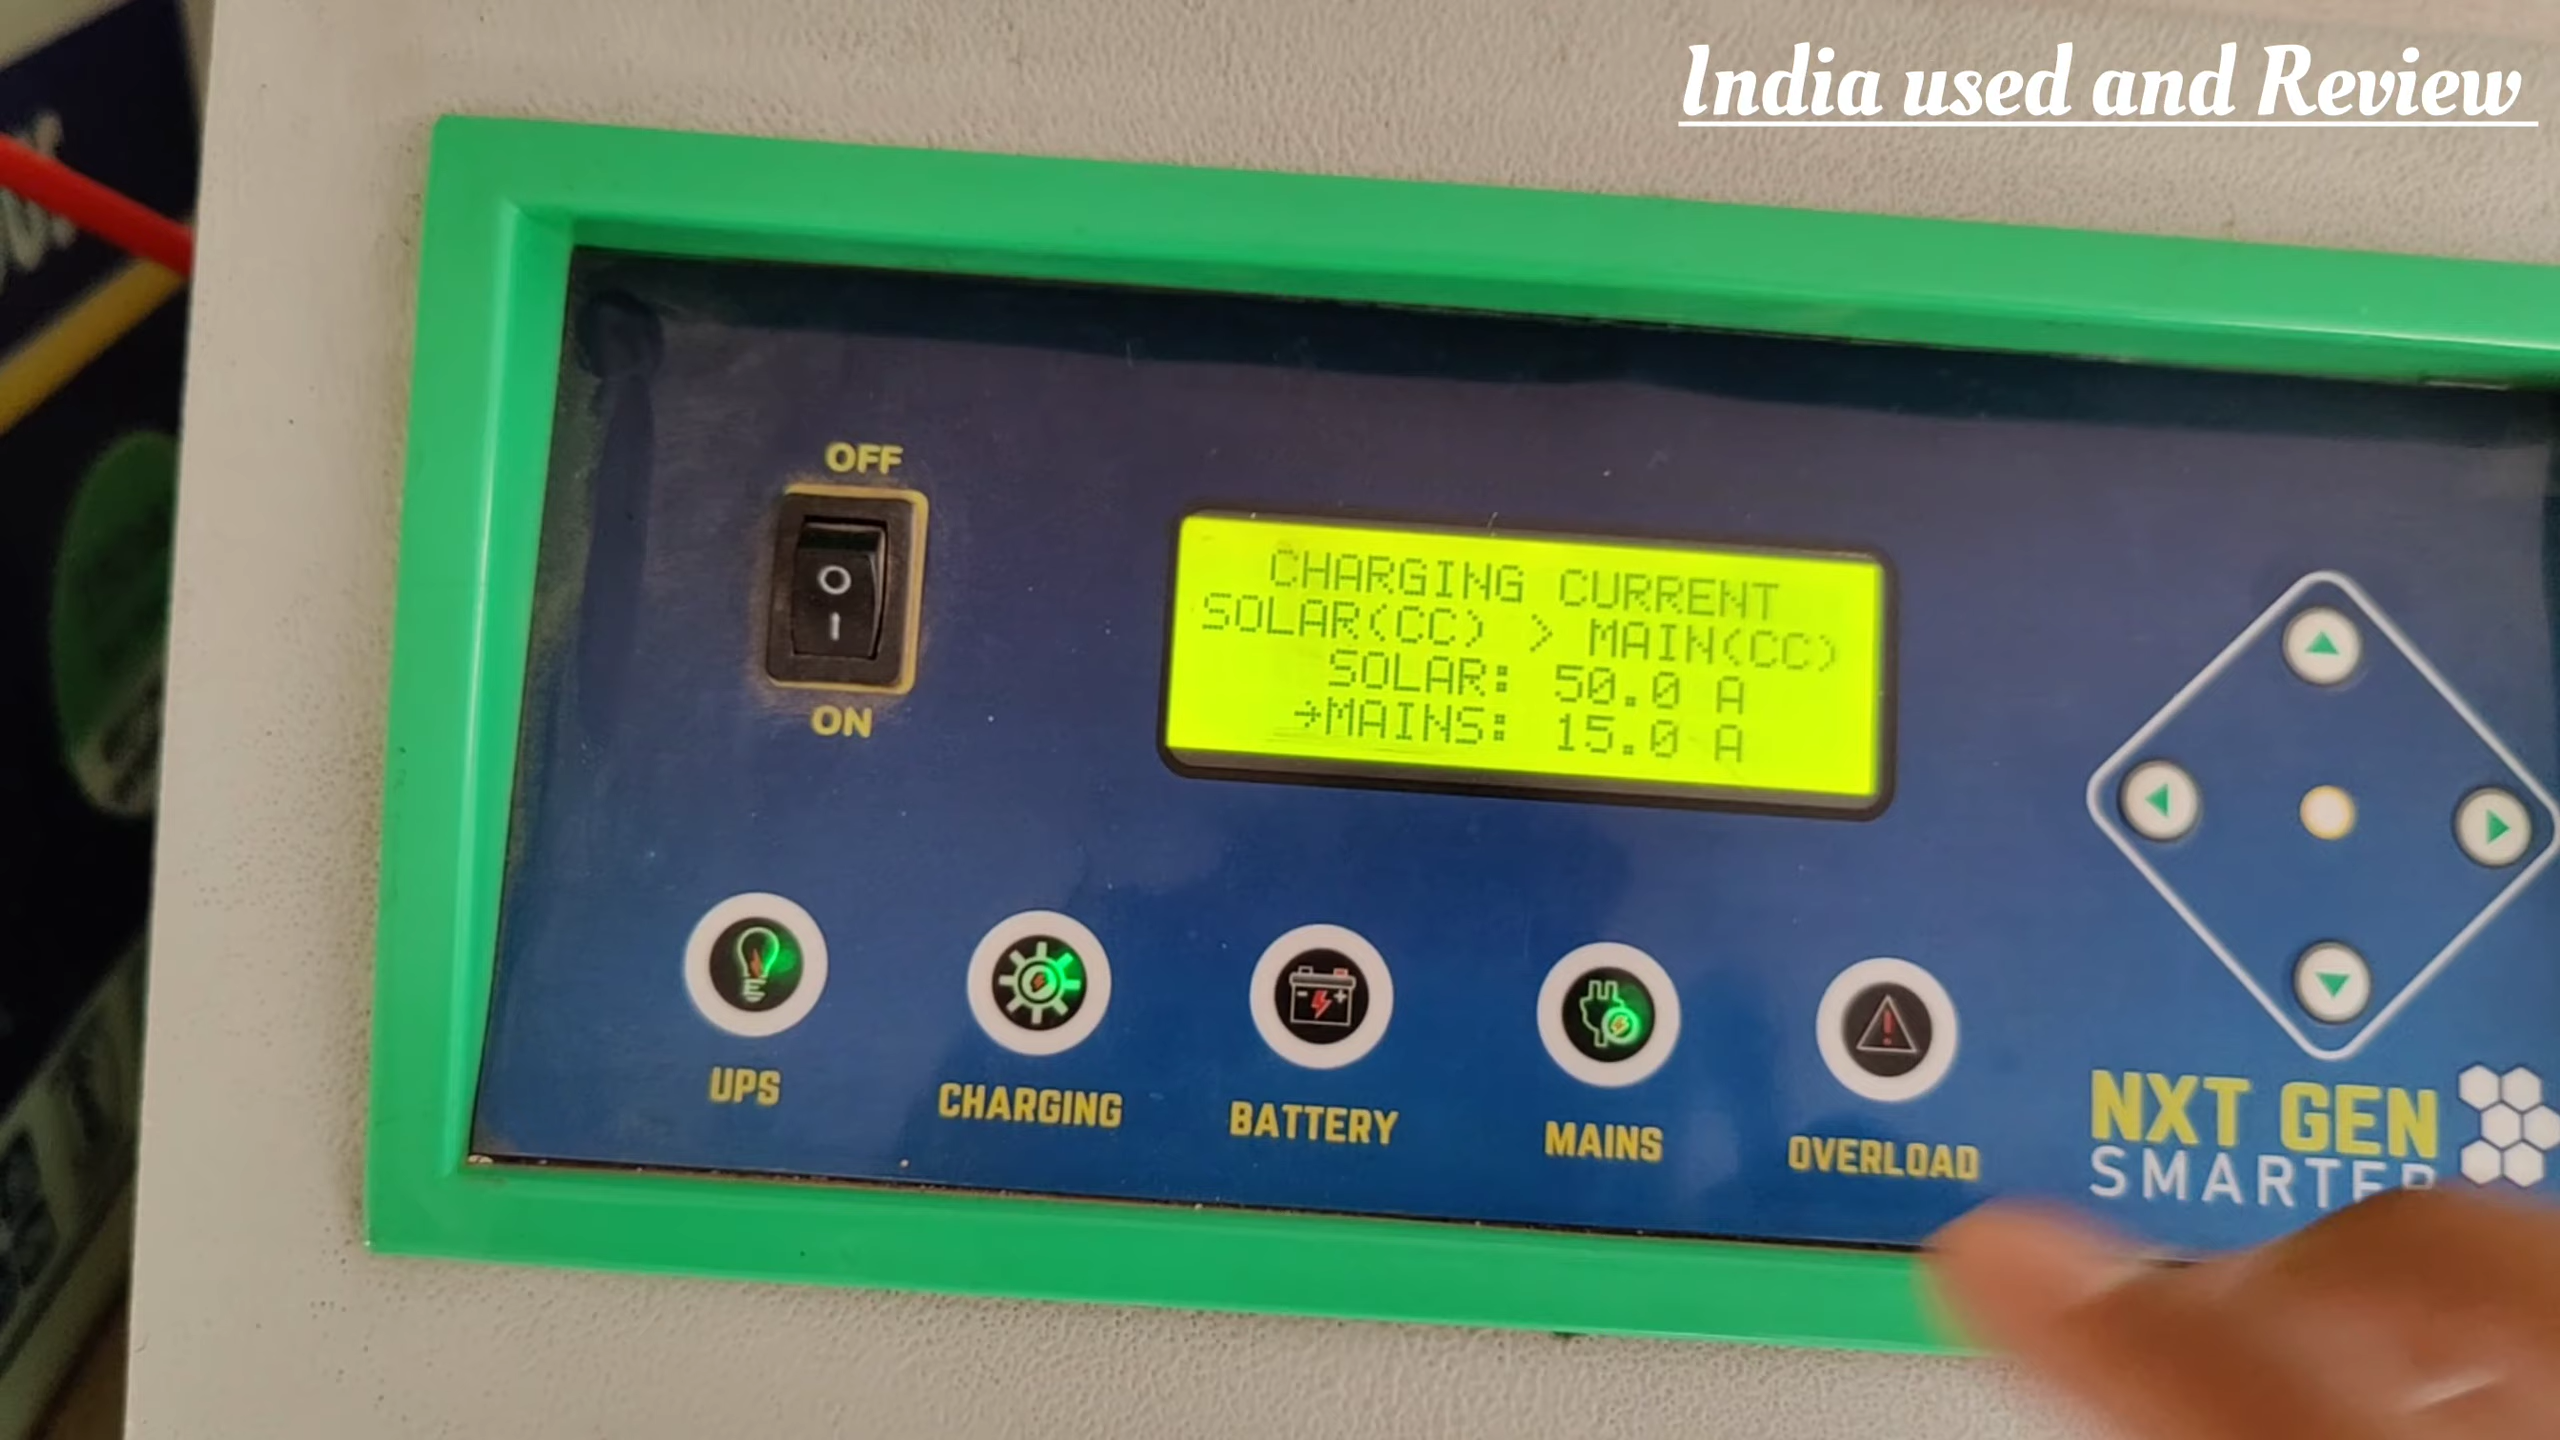 India used and Review
OFF
ON
CHARGING CURRENT
SOLAR(CC) > MAIN(CC)
SOLAR: 50.0 A
→MAINS: 15.0 A
UPS
CHARGING
BATTERY
MAINS
OVERLOAD
NXT GEN
SMARTER